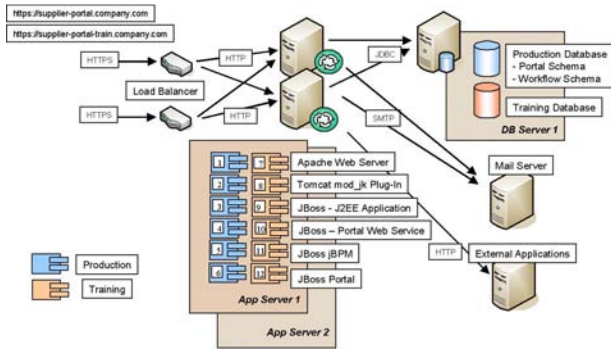 https://supplier-portal.company.com
https://supplier-portal-train.company.com
HTTPS
HTTP
Load Balancer
HTTPS
HTTP
JDBC
SMTP
Production Database
- Portal Schema
- Workflow Schema
Training Database
DB Server 1
Mail Server
HTTP
External Applications
1
7
Apache Web Server
2
8
Tomcat mod_jk Plug-In
3
9
JBoss - J2EE Application
4
10
JBoss – Portal Web Service
5
11
JBoss jBPM
6
12
JBoss Portal
App Server 1
App Server 2
Production
Training